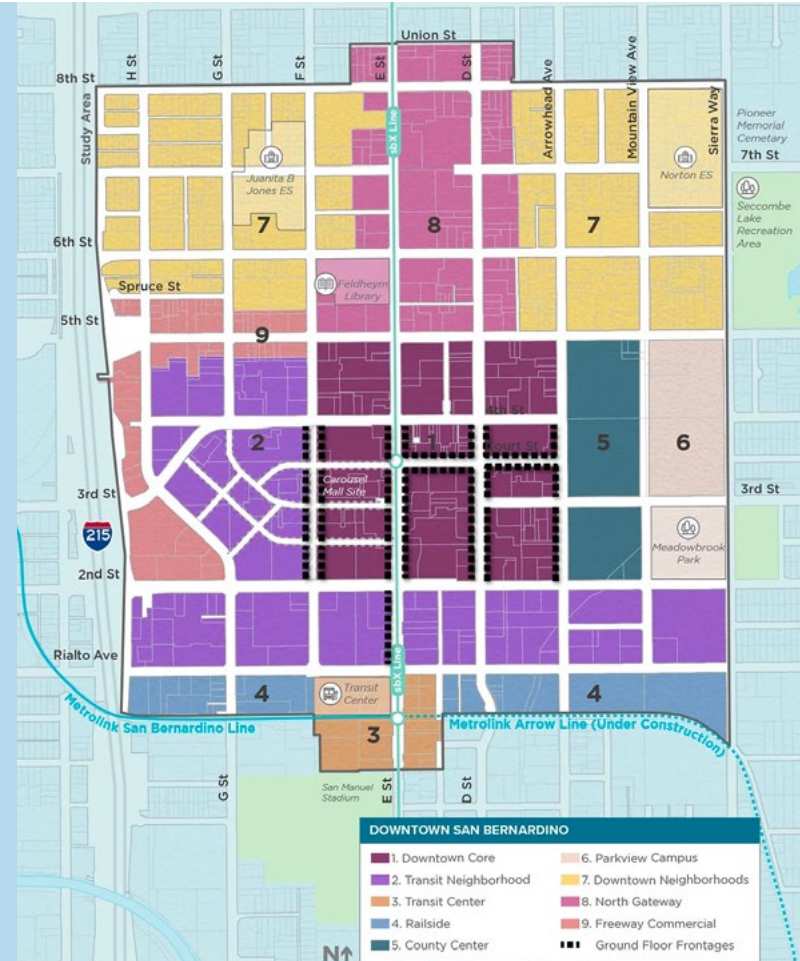 Union St
8th St
H St
G St
F St
E St
D St
Arrowhead Ave
Mountain View Ave
Sierra Way
Study Area
sbX Line
Pioneer
Memorial
Cemetary
7th St
Juanita B
Jones ES
Norton ES
Seccombe
Lake
Recreation
Area
7
8
7
6th St
Spruce St
Feldheym
Library
5th St
9
4th St
2
1
Court St
5
6
Carousel
Mall Site
3rd St
3rd St
215
Meadowbrook
Park
2nd St
Rialto Ave
sbX Line
4
Transit
Center
4
Metrolink San Bernardino Line
Metrolink Arrow Line (Under Construction)
3
G St
San Manuel
Stadium
E St
D St
DOWNTOWN SAN BERNARDINO
1. Downtown Core
2. Transit Neighborhood
3. Transit Center
4. Railside
5. County Center
6. Parkview Campus
7. Downtown Neighborhoods
8. North Gateway
9. Freeway Commercial
Ground Floor Frontages
N↑